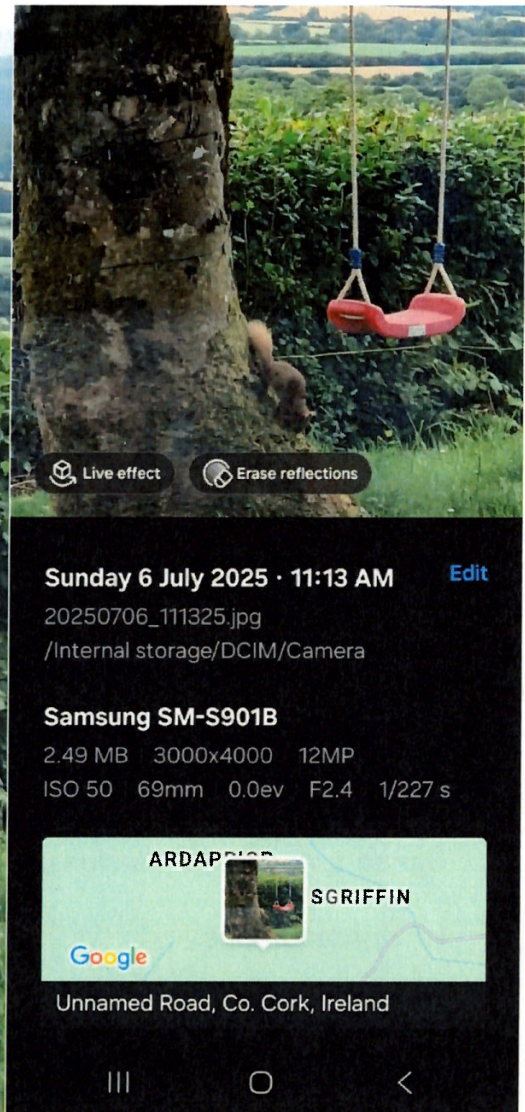 Live effect
Erase reflections
Sunday 6 July 2025 · 11:13 AM
Edit
20250706_111325.jpg
/Internal storage/DCIM/Camera
Samsung SM-S901B
2.49 MB 3000x4000 12MP
ISO 50 69mm 0.0ev F2.4 1/227 s
SGRIFFIN
Google
Unnamed Road, Co. Cork, Ireland